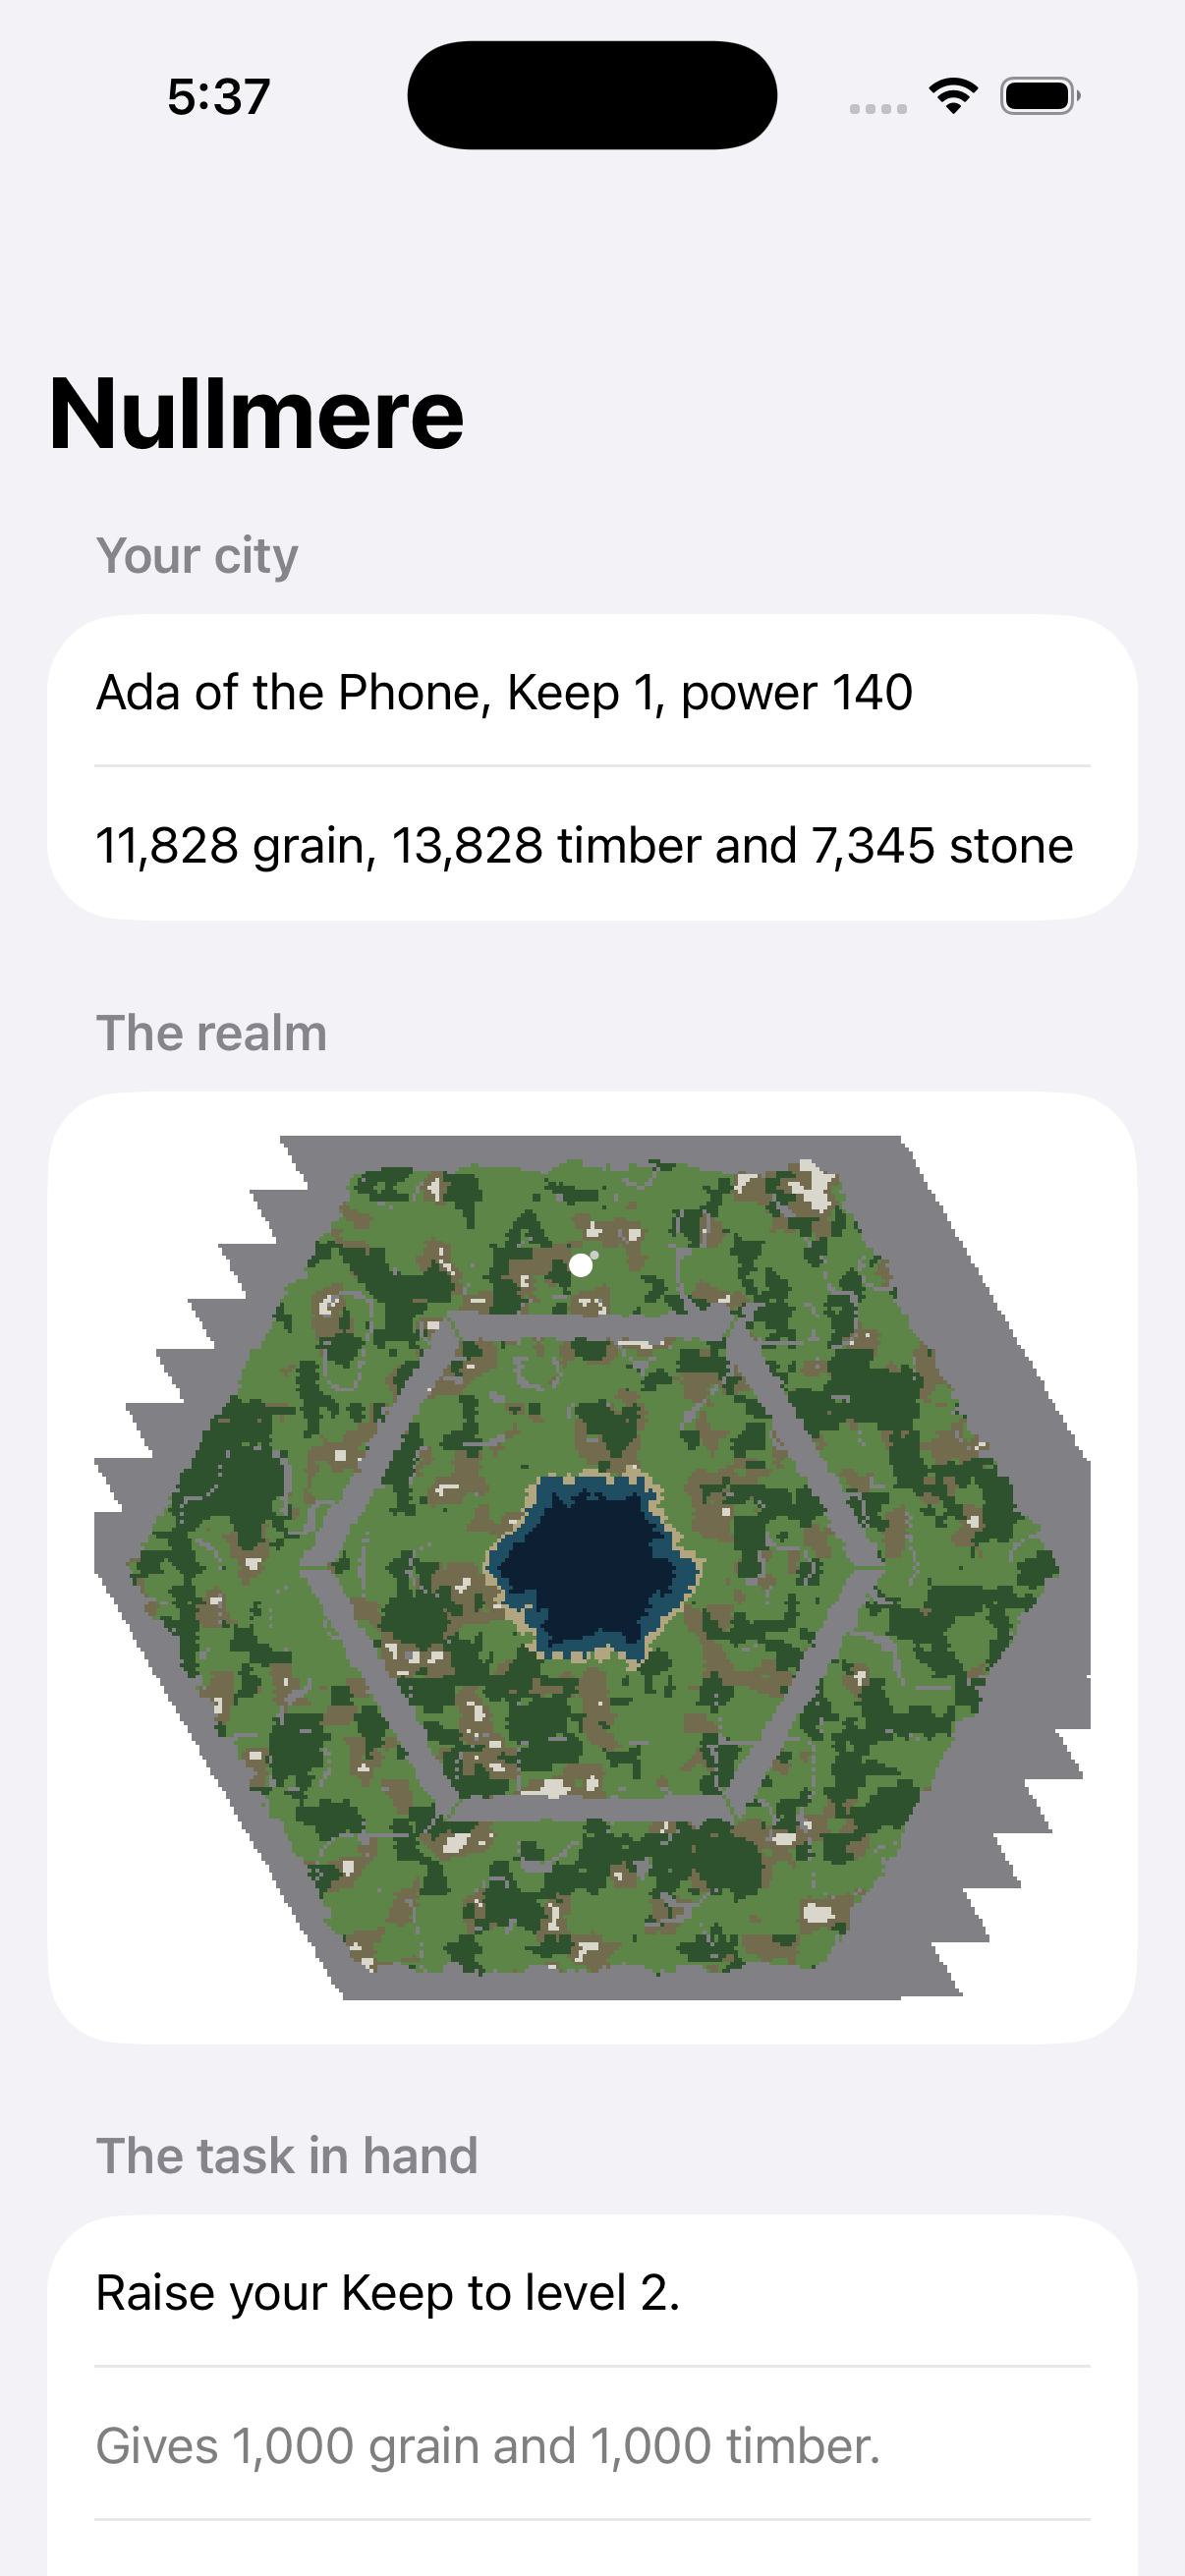 5:37
Nullmere
Your city
Ada of the Phone, Keep 1, power 140
11,828 grain, 13,828 timber and 7,345 stone
The realm
The task in hand
Raise your Keep to level 2.
Gives 1,000 grain and 1,000 timber.